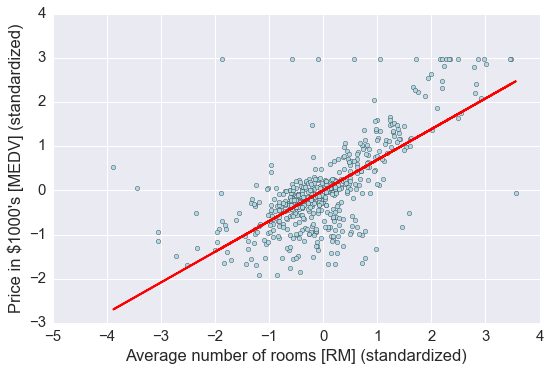 4
3
2
1
0
−1
−2
−3
Price in $1000's [MEDV] (standardized)
−5 −4 −3 −2 −1 0 1 2 3 4
Average number of rooms [RM] (standardized)